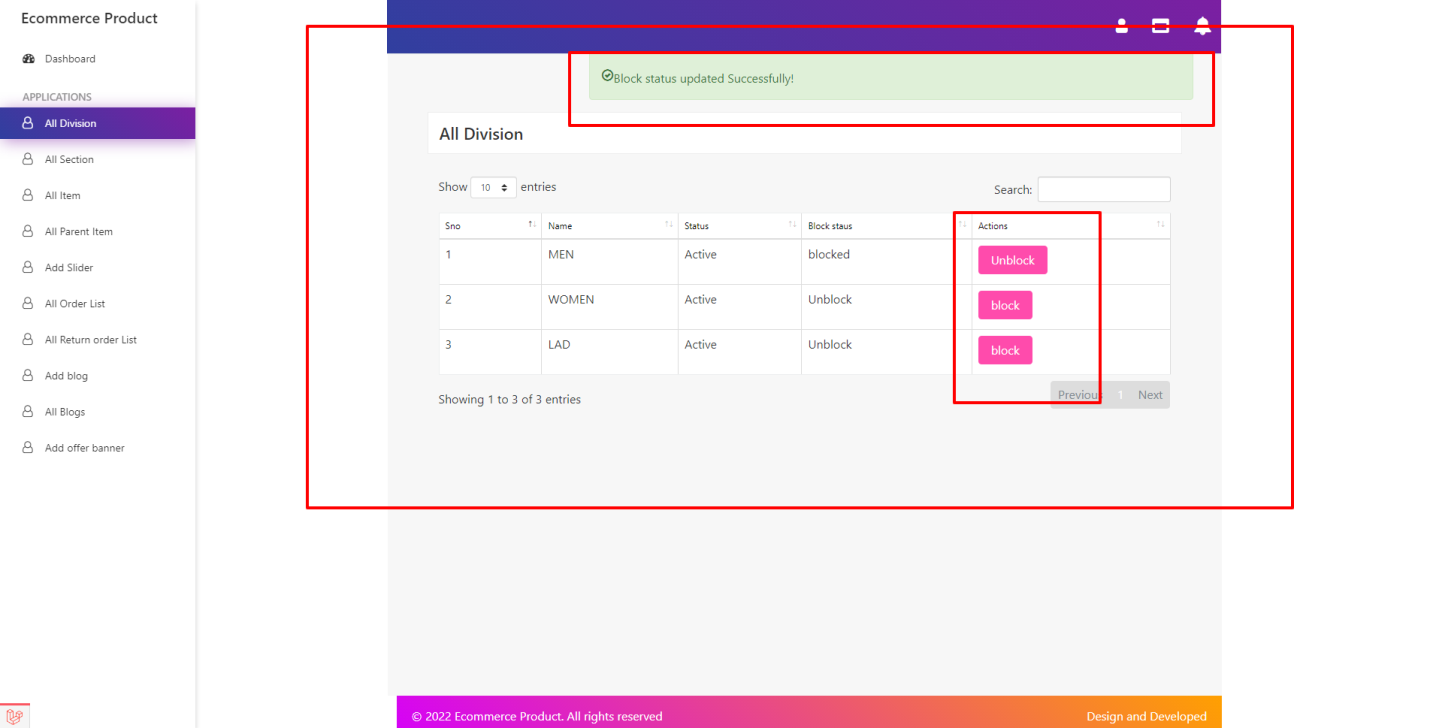 Ecommerce Product
Dashboard
APPLICATIONS
All Division
All Section
All Item
All Parent Item
Add Slider
All Order List
All Return order List
Add blog
All Blogs
Add offer banner
Block status updated Successfully!
All Division
Show 10 entries
Search:
Sno Name Status Block staus Actions
1 MEN Active blocked Unblock
2 WOMEN Active Unblock block
3 LAD Active Unblock block
Showing 1 to 3 of 3 entries
Previous 1 Next
© 2022 Ecommerce Product. All rights reserved
Design and Developed